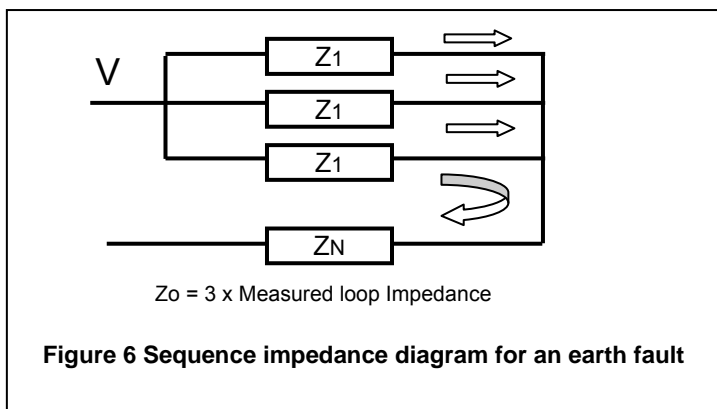 V
Z1
Z1
Z1
ZN
Zo = 3 x Measured loop Impedance
Figure 6 Sequence impedance diagram for an earth fault